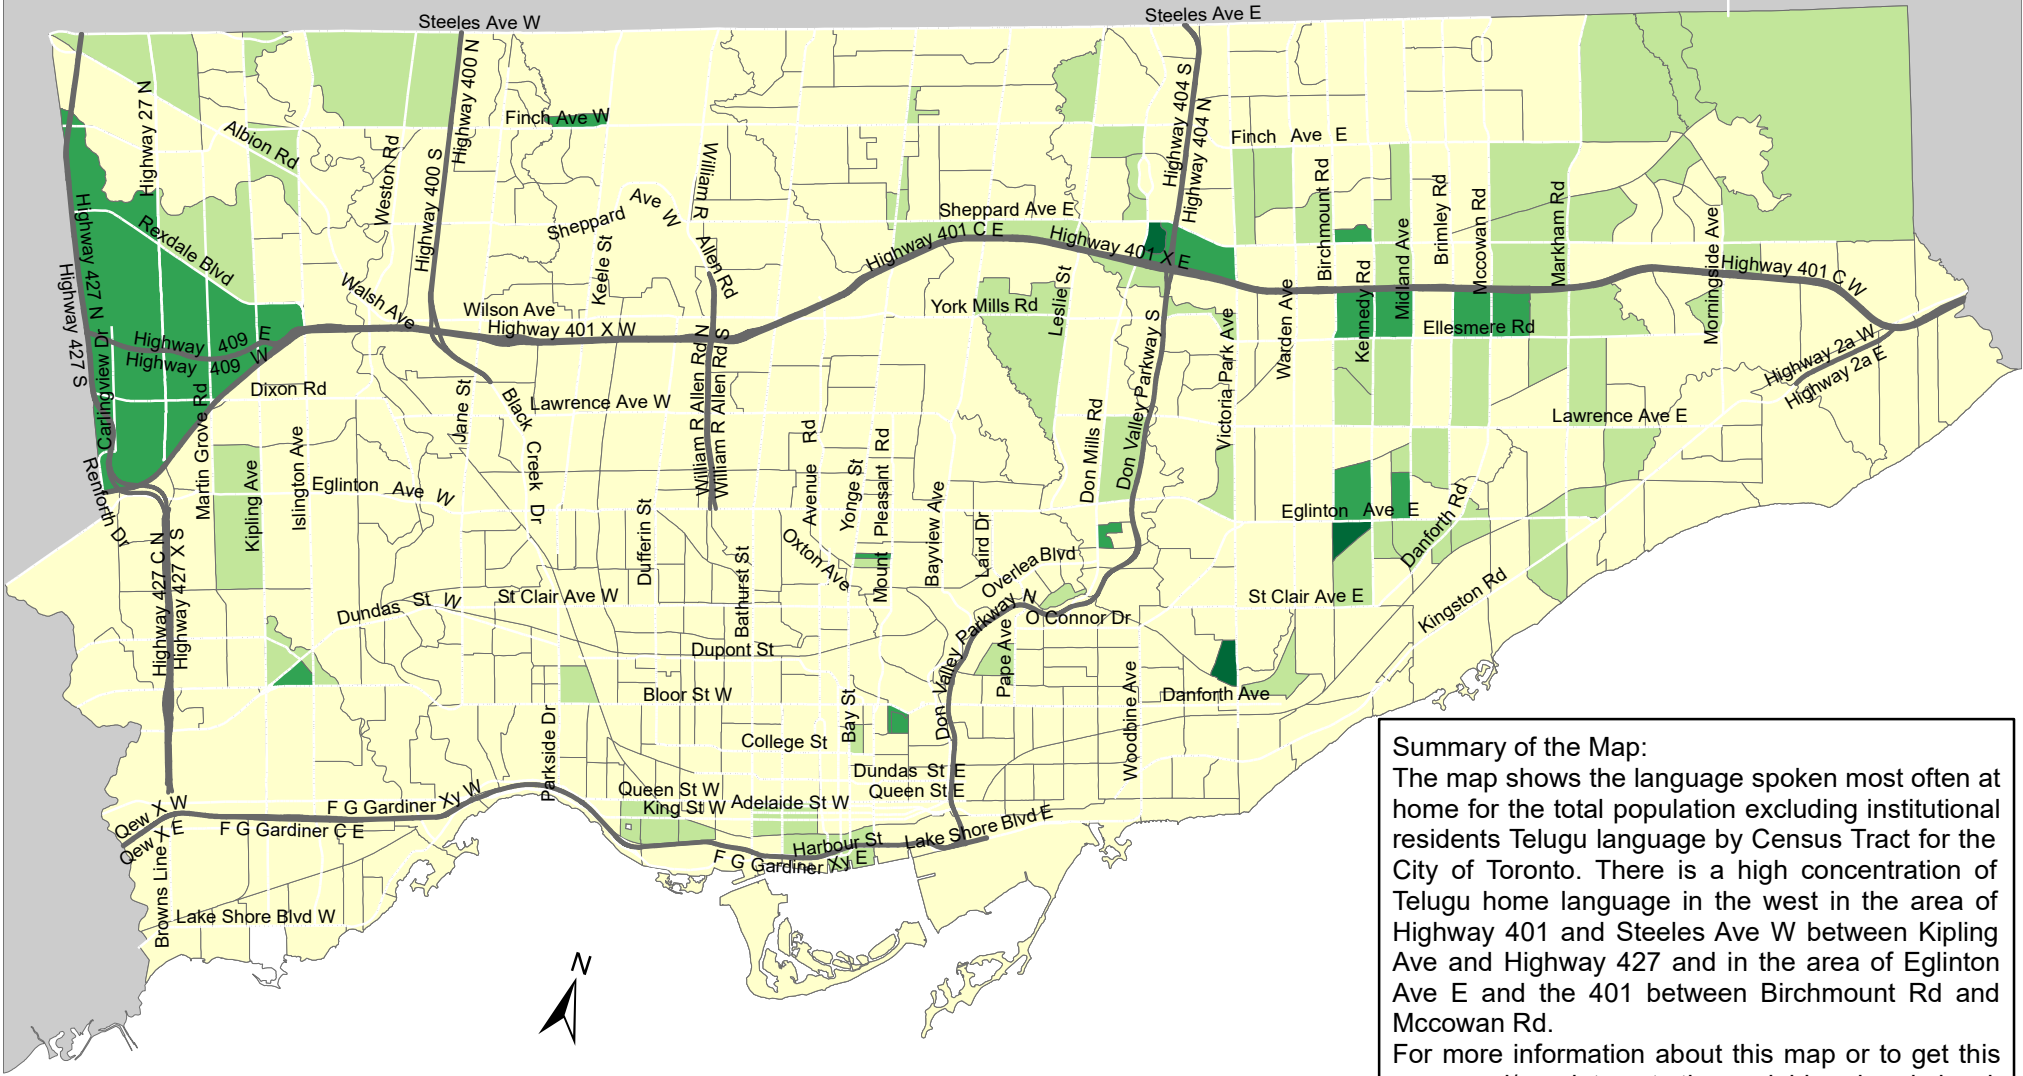 Steeles Ave W
Steeles Ave E
Highway 27 N
Albion Rd
Weston Rd
Highway 400 N
Highway 400 S
Finch Ave W
William R Allen Rd
Sheppard Ave W
Keele St
Highway 404 S
Highway 404 N
Finch Ave E
Sheppard Ave E
Highway 401 C E
Highway 401 X E
Birchmount Rd
Midland Ave
Brimley Rd
Mccowan Rd
Markham Rd
Morningside Ave
Highway 401 C W
Highway 427 N
Highway 427 S
Rexdale Blvd
Walsh Ave
Wilson Ave
Highway 401 X W
York Mills Rd
Leslie St
Kennedy Rd
Warden Ave
Ellesmere Rd
Highway 2a W
Highway 2a E
Highway 409 E
Highway 409 W
Carlingview Dr
Dixon Rd
Martin Grove Rd
Jane St
Black Creek Dr
Lawrence Ave W
William R Allen Rd N
William R Allen Rd S
Don Valley Parkway S
Victoria Park Ave
Lawrence Ave E
Renforth Dr
Kipling Ave
Islington Ave
Eglinton Ave W
Avenue Rd
Yonge St
Mount Pleasant Rd
Bayview Ave
Laird Dr
Don Mills Rd
Eglinton Ave E
Danforth Rd
Highway 427 C N
Highway 427 X S
Dufferin St
Bathurst St
Oxton Ave
Overlea Blvd
St Clair Ave W
Dundas St W
Don Valley Parkway N
O Connor Dr
St Clair Ave E
Kingston Rd
Dupont St
Pape Ave
Bloor St W
Bay St
Woodbine Ave
Danforth Ave
Parkside Dr
College St
Dundas St E
Queen St E
Queen St W
King St W
Adelaide St W
Qew X W
Qew X E
F G Gardiner Xy W
F G Gardiner C E
Harbour St
Lake Shore Blvd E
F G Gardiner Xy E
Browns Line
Lake Shore Blvd W
N
Summary of the Map:
The map shows the language spoken most often at
home for the total population excluding institutional
residents Telugu language by Census Tract for the
City of Toronto. There is a high concentration of
Telugu home language in the west in the area of
Highway 401 and Steeles Ave W between Kipling
Ave and Highway 427 and in the area of Eglinton
Ave E and the 401 between Birchmount Rd and
Mccowan Rd.
For more information about this map or to get this